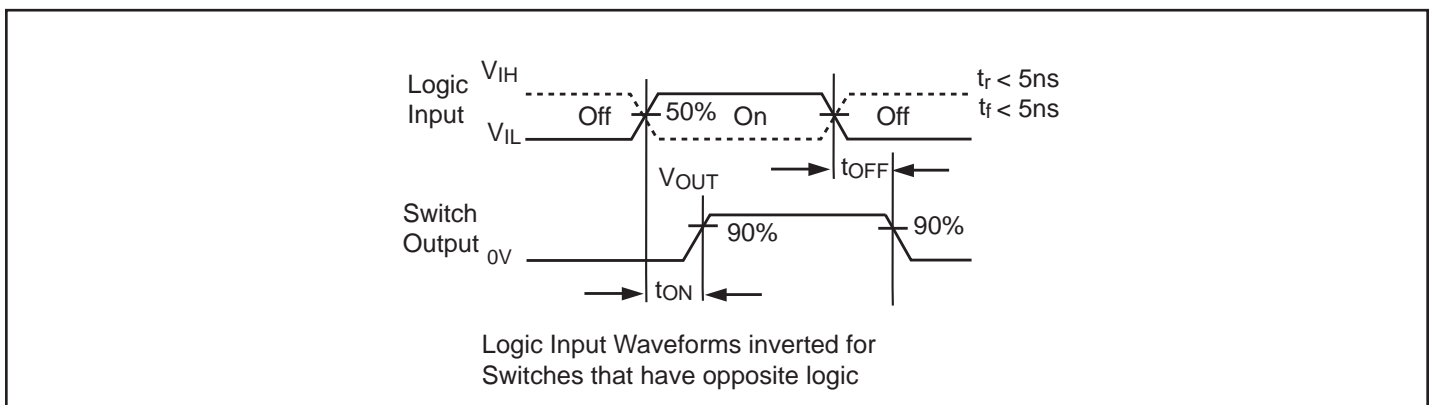 Logic VIH
Input
VIL
Off 50% On Off
tr < 5ns
tf < 5ns
tOFF
VOUT
Switch
Output 0V
90% 90%
tON
Logic Input Waveforms inverted for
Switches that have opposite logic